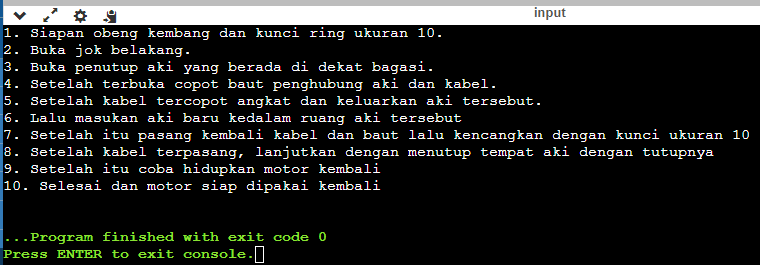 input
1. Siapan obeng kembang dan kunci ring ukuran 10.
2. Buka jok belakang.
3. Buka penutup aki yang berada di dekat bagasi.
4. Setelah terbuka copot baut penghubung aki dan kabel.
5. Setelah kabel tercopot angkat dan keluarkan aki tersebut.
6. Lalu masukan aki baru kedalam ruang aki tersebut
7. Setelah itu pasang kembali kabel dan baut lalu kencangkan dengan kunci ukuran 10
8. Setelah kabel terpasang, lanjutkan dengan menutup tempat aki dengan tutupnya
9. Setelah itu coba hidupkan motor kembali
10. Selesai dan motor siap dipakai kembali
...Program finished with exit code 0
Press ENTER to exit console.